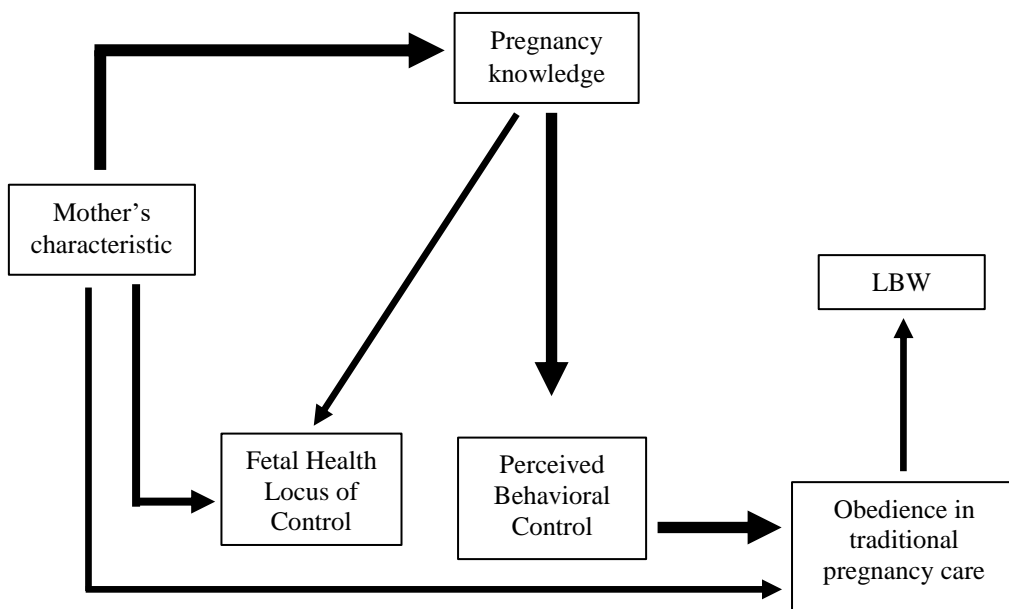 Pregnancy
knowledge
Mother’s
characteristic
LBW
Fetal Health
Locus of
Control
Perceived
Behavioral
Control
Obedience in
traditional
pregnancy care